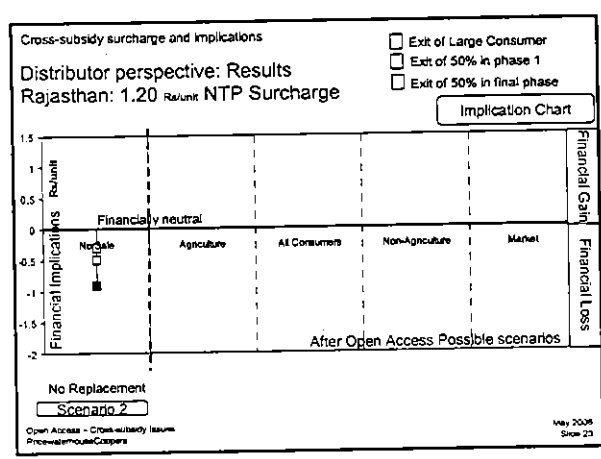 Cross-subsidy surcharge and implications
Distributor perspective: Results
Rajasthan: 1.20 Rs/unit NTP Surcharge
Exit of Large Consumer
Exit of 50% in phase 1
Exit of 50% in final phase
Implication Chart
1.5
1
0.5
0
-0.5
-1
-1.5
-2
Rs/unit
Financial Implications
Financially neutral
No Sale
Agriculture
All Consumers
Non-Agriculture
Market
Financial Gain
Financial Loss
After Open Access Possible scenarios
No Replacement
Scenario 2
Open Access - Cross-subsidy Issues
PricewaterhouseCoopers
May 2006
Slide 23